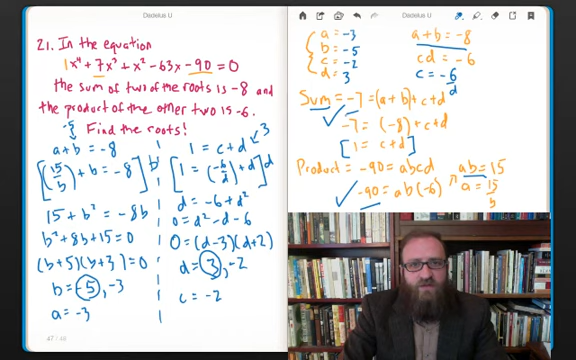 Dadelus U
Dadelus U
21. In the equation
1x⁴ + 7x³ + x² - 63x - 90 = 0
the sum of two of the roots is -8 and
the product of the other two is -6.
Find the roots!
-5
a+b = -8
[(15/b) + b = -8] b
15 + b² = -8b
b² + 8b + 15 = 0
(b+5)(b+3) = 0
b = -5, -3
a = -3
1 = c + d
3
[1 = (-6/d) + d] d
d = -6 + d²
0 = d² - d - 6
0 = (d-3)(d+2)
d = 3, -2
c = -2
47 / 48
a = -3
b = -5
c = -2
d = 3
a+b = -8
cd = -6
c = -6/d
Sum = -7 = (a+b) + c + d
-7 = (-8) + c + d
[1 = c + d]
Product = -90 = abcd
-90 = ab(-6)
ab = 15
a = 15/b